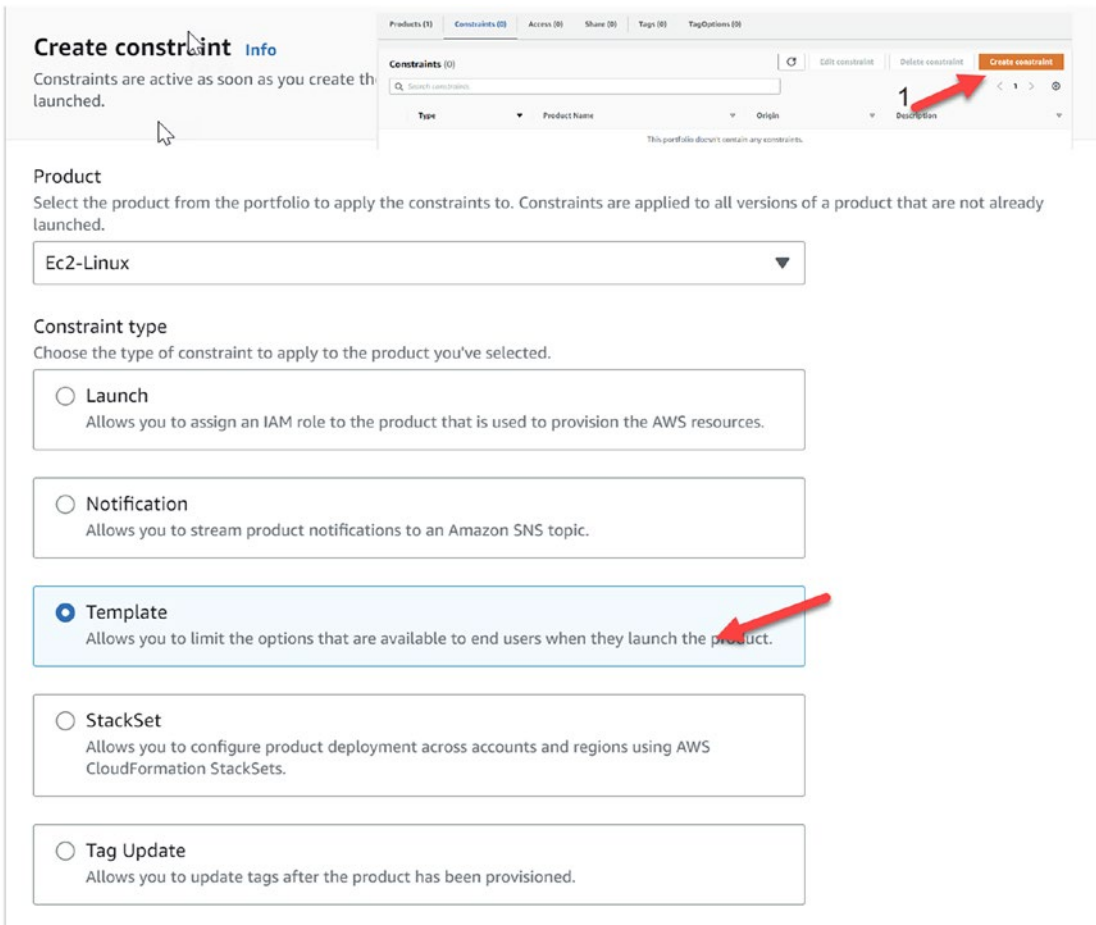 Create constraint Info
Constraints are active as soon as you create the
launched.
Products (1) Constraints (0) Access (0) Share (0) Tags (0) TagOptions (0)
Constraints (0) Edit constraint Delete constraint Create constraint
Search constraints 1 1
Type Product Name Origin Description
This portfolio doesn't contain any constraints.
Product
Select the product from the portfolio to apply the constraints to. Constraints are applied to all versions of a product that are not already
launched.
Ec2-Linux
Constraint type
Choose the type of constraint to apply to the product you've selected.
Launch
Allows you to assign an IAM role to the product that is used to provision the AWS resources.
Notification
Allows you to stream product notifications to an Amazon SNS topic.
Template
Allows you to limit the options that are available to end users when they launch the product.
StackSet
Allows you to configure product deployment across accounts and regions using AWS
CloudFormation StackSets.
Tag Update
Allows you to update tags after the product has been provisioned.